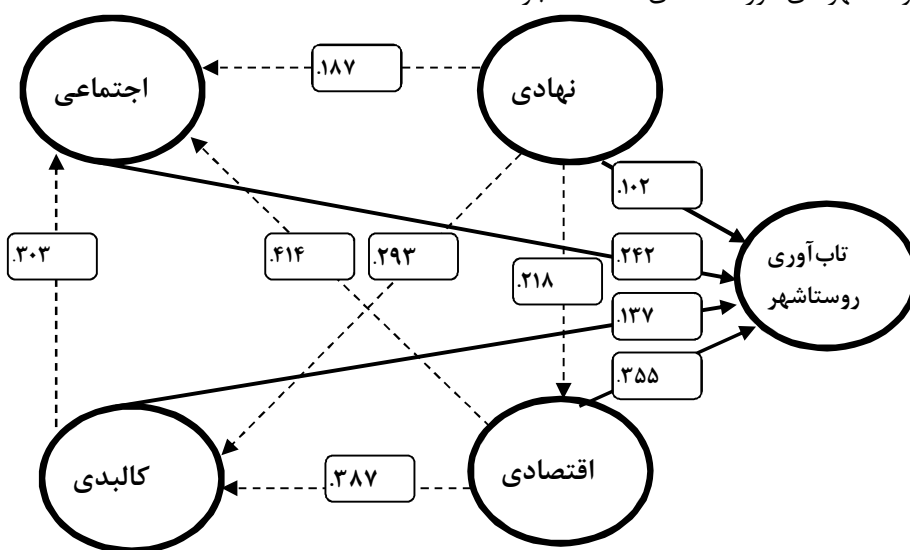 .۱۸۷
نهادی
اجتماعی
.۱۰۲
تاب‌آوری
روستاشهر
.۲۴۲
.۲۹۳
.۴۱۴
.۳۰۳
.۲۱۸
.۱۳۷
.۳۵۵
اقتصادی
کالبدی
.۳۸۷